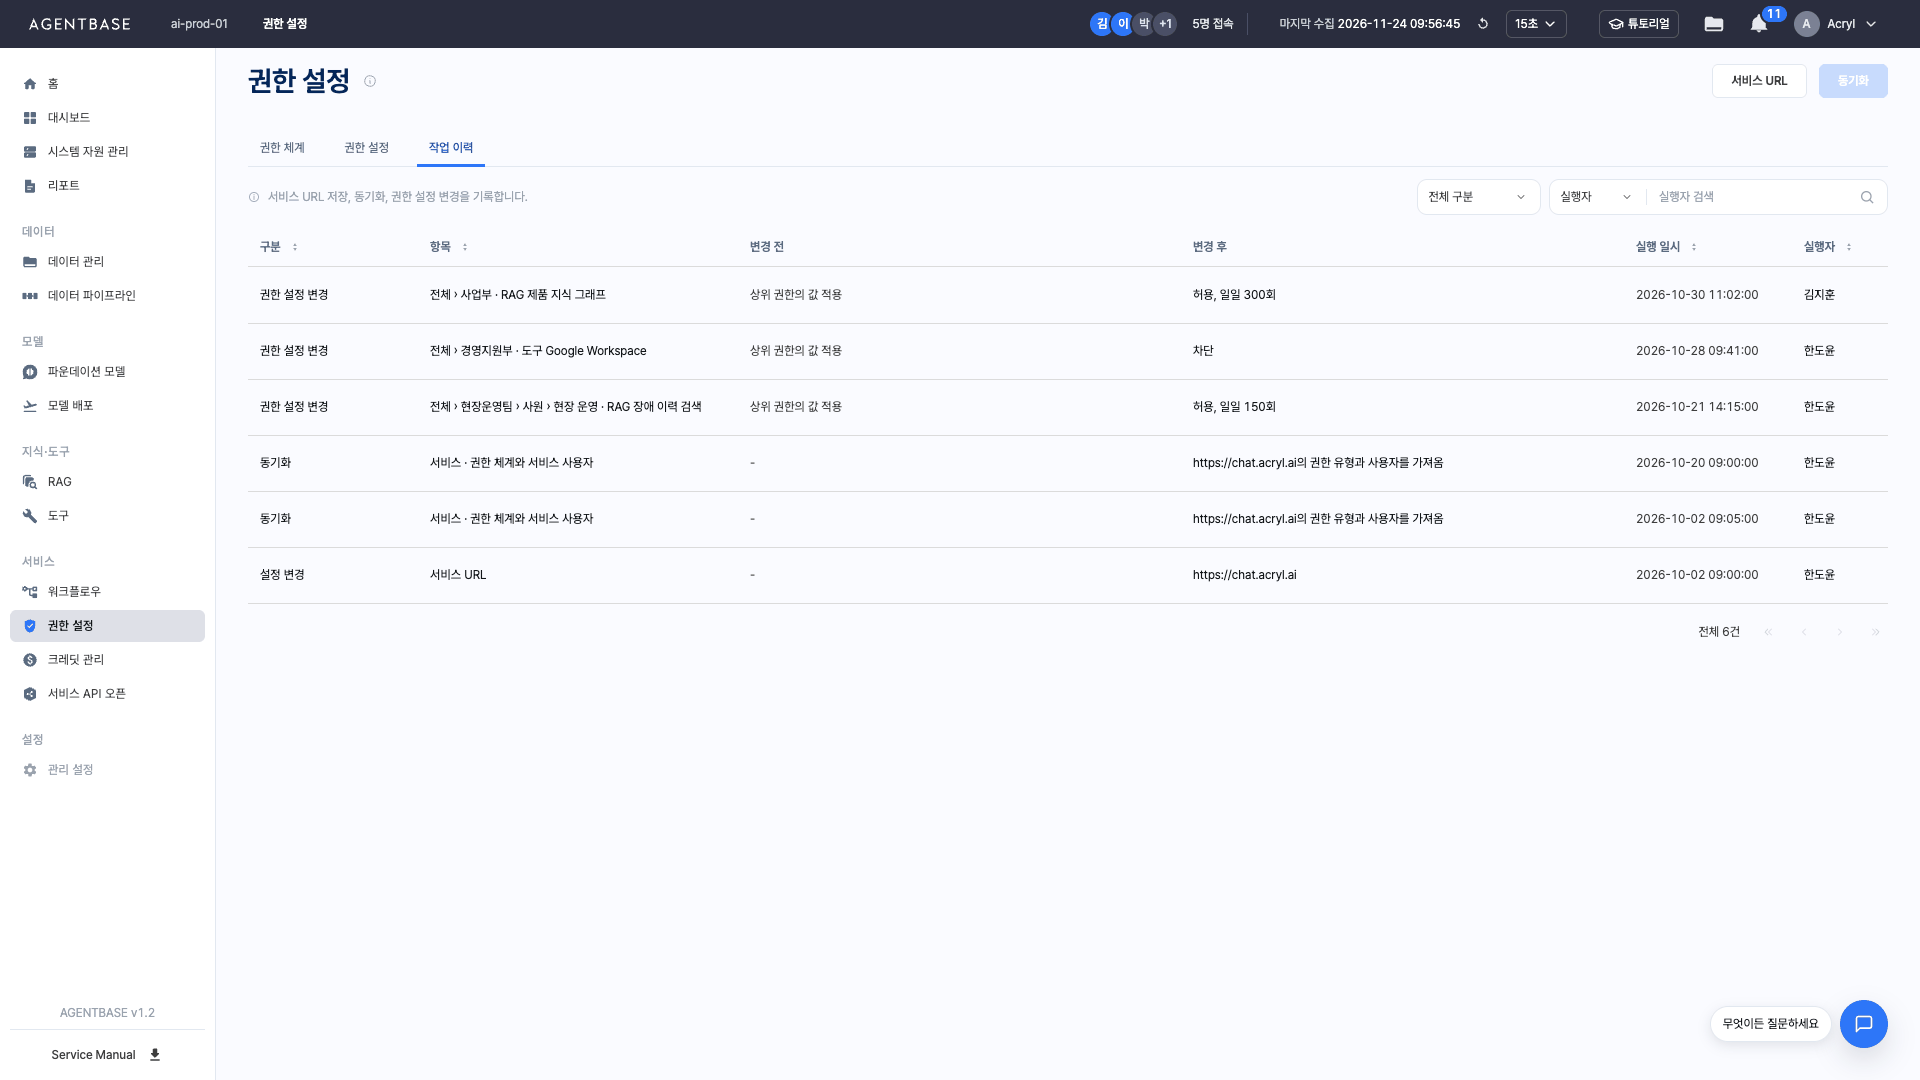 AGENTBASE
ai-prod-01
권한 설정
김 이 박 +1 5명 접속
마지막 수집 2026-11-24 09:56:45
15초
튜토리얼
11
A Acryl
홈
대시보드
시스템 자원 관리
리포트
데이터
데이터 관리
데이터 파이프라인
모델
파운데이션 모델
모델 배포
지식·도구
RAG
도구
서비스
워크플로우
권한 설정
크레딧 관리
서비스 API 오픈
설정
관리 설정
AGENTBASE v1.2
Service Manual
권한 설정
서비스 URL
동기화
권한 체계
권한 설정
작업 이력
서비스 URL 저장, 동기화, 권한 설정 변경을 기록합니다.
전체 구분
실행자
실행자 검색
구분 항목 변경 전 변경 후 실행 일시 실행자
권한 설정 변경 전체 › 사업부 · RAG 제품 지식 그래프 상위 권한의 값 적용 허용, 일일 300회 2026-10-30 11:02:00 김지훈
권한 설정 변경 전체 › 경영지원부 · 도구 Google Workspace 상위 권한의 값 적용 차단 2026-10-28 09:41:00 한도윤
권한 설정 변경 전체 › 현장운영팀 › 사원 › 현장 운영 · RAG 장애 이력 검색 상위 권한의 값 적용 허용, 일일 150회 2026-10-21 14:15:00 한도윤
동기화 서비스 · 권한 체계와 서비스 사용자 - https://chat.acryl.ai의 권한 유형과 사용자를 가져옴 2026-10-20 09:00:00 한도윤
동기화 서비스 · 권한 체계와 서비스 사용자 - https://chat.acryl.ai의 권한 유형과 사용자를 가져옴 2026-10-02 09:05:00 한도윤
설정 변경 서비스 URL - https://chat.acryl.ai 2026-10-02 09:00:00 한도윤
전체 6건 « ‹ › »
무엇이든 질문하세요